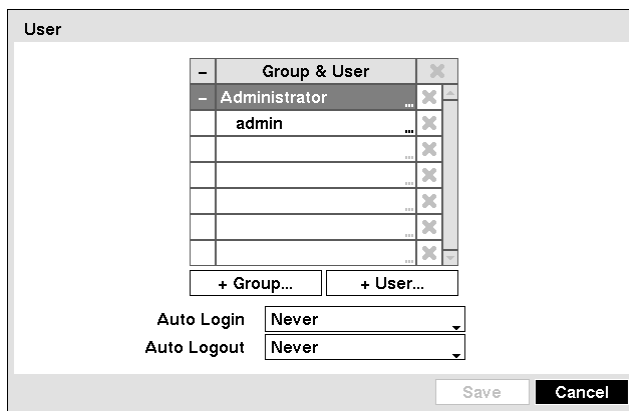 User
– Group & User
– Administrator ...
admin ...
...
...
...
...
...
+ Group... + User...
Auto Login Never
Auto Logout Never
Save Cancel